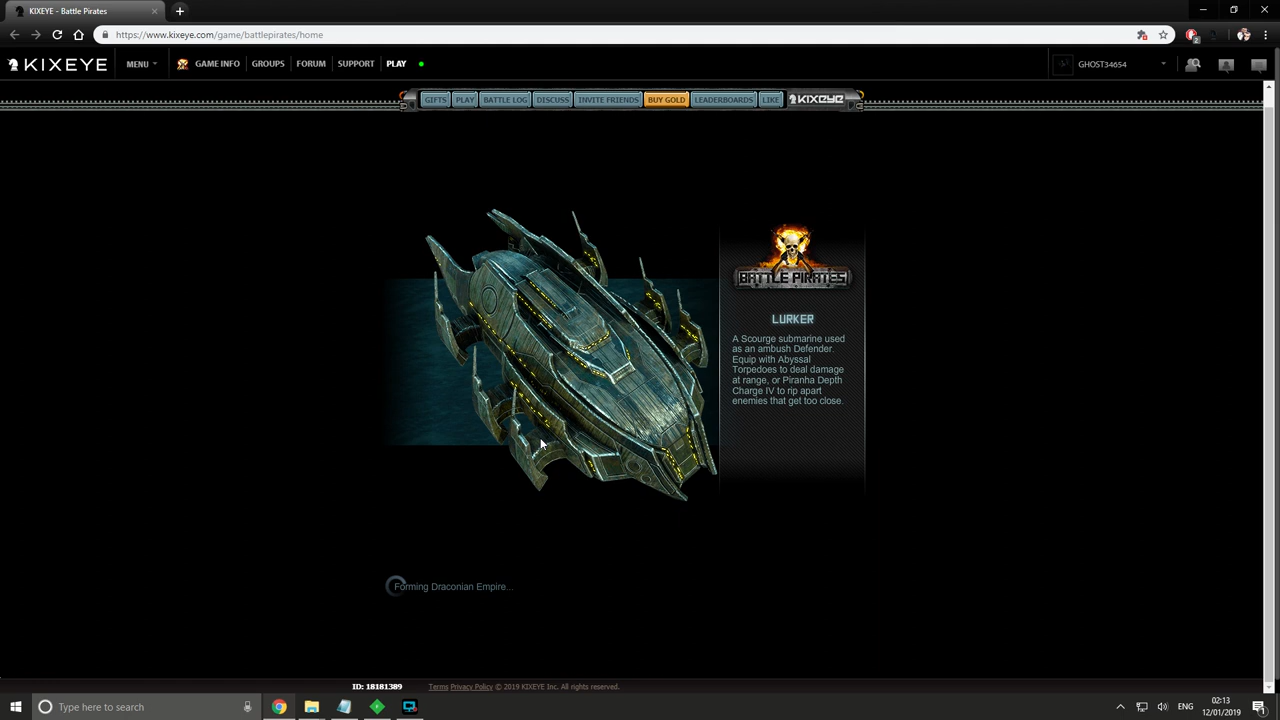 KIXEYE - Battle Pirates
https://www.kixeye.com/game/battlepirates/home
2
KIXEYE
MENU
GAME INFO
GROUPS
FORUM
SUPPORT
PLAY
GHOST34654
GIFTS
PLAY
BATTLE LOG
DISCUSS
INVITE FRIENDS
BUY GOLD
LEADERBOARDS
LIKE
KIXEYE
BATTLE PIRATES
LURKER
A Scourge submarine used
as an ambush Defender.
Equip with Abyssal
Torpedoes to deal damage
at range, or Piranha Depth
Charge IV to rip apart
enemies that get too close.
Forming Draconian Empire...
ID: 18181389
Terms Privacy Policy © 2019 KIXEYE Inc. All rights reserved.
Type here to search
ENG
02:13
12/01/2019